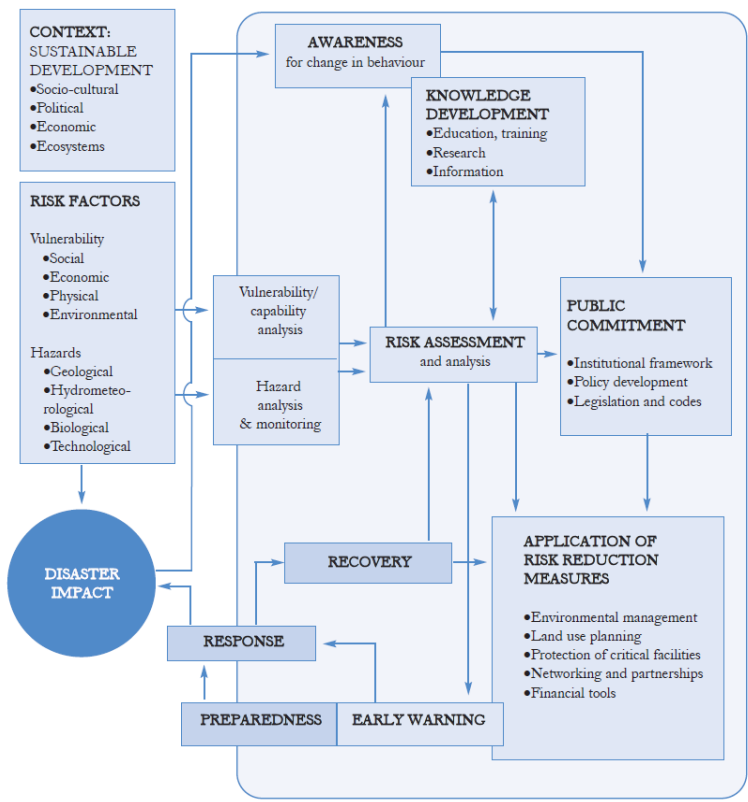 CONTEXT:
SUSTAINABLE
DEVELOPMENT
•Socio-cultural
•Political
•Economic
•Ecosystems
RISK FACTORS
Vulnerability
•Social
•Economic
•Physical
•Environmental
Hazards
•Geological
•Hydrometeo-
rological
•Biological
•Technological
DISASTER
IMPACT
AWARENESS
for change in behaviour
KNOWLEDGE
DEVELOPMENT
•Education, training
•Research
•Information
Vulnerability/
capability
analysis
Hazard
analysis
& monitoring
RISK ASSESSMENT
and analysis
PUBLIC
COMMITMENT
•Institutional framework
•Policy development
•Legislation and codes
RECOVERY
RESPONSE
PREPAREDNESS
EARLY WARNING
APPLICATION OF
RISK REDUCTION
MEASURES
•Environmental management
•Land use planning
•Protection of critical facilities
•Networking and partnerships
•Financial tools